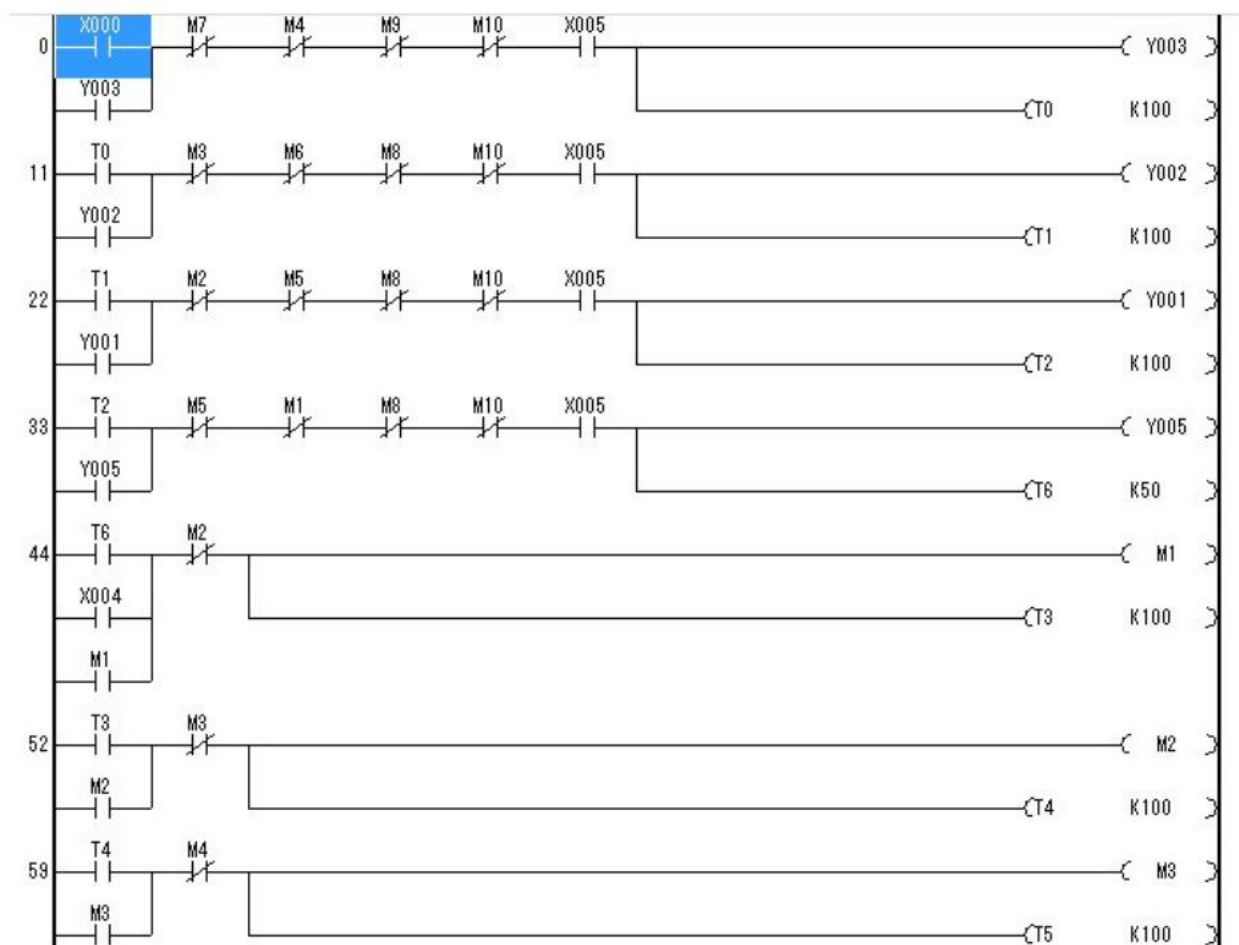 X000 M7 M4 M9 M10 X005
0 Y003
Y003
T0 K100
T0 M3 M6 M8 M10 X005
11 Y002
Y002
T1 K100
T1 M2 M5 M8 M10 X005
22 Y001
Y001
T2 K100
T2 M5 M1 M8 M10 X005
33 Y005
Y005
T6 K50
T6 M2
44 M1
X004
T3 K100
M1
T3 M3
52 M2
M2
T4 K100
T4 M4
59 M3
M3
T5 K100